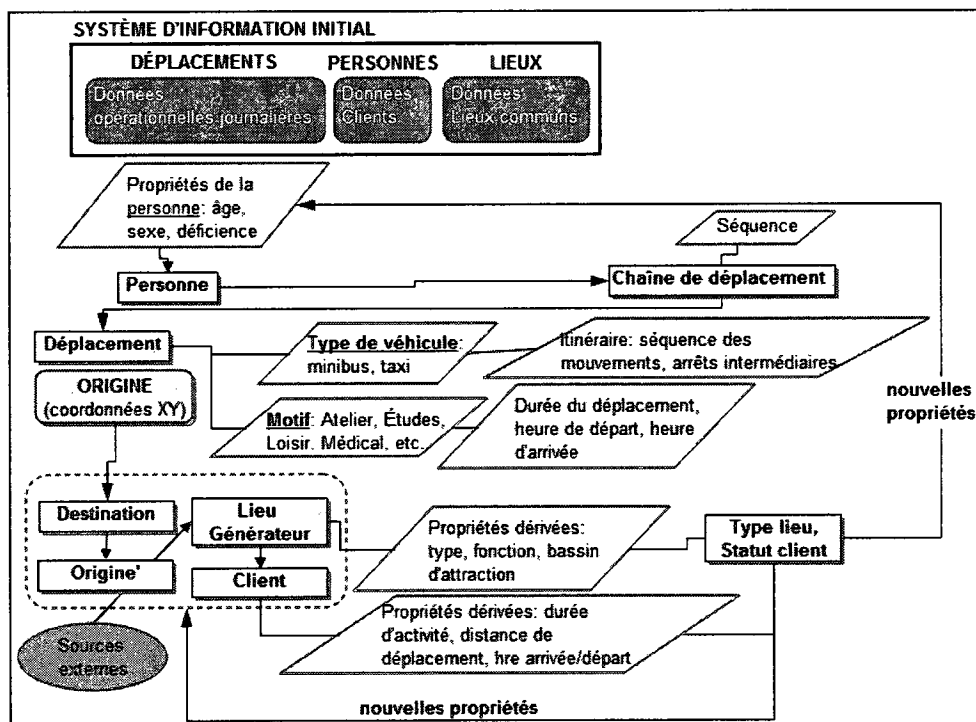 SYSTÈME D'INFORMATION INITIAL
DÉPLACEMENTS
PERSONNES
LIEUX
Données
opérationnelles journalières
Données
Clients
Données
Lieux communs
Propriétés de la
personne: âge,
sexe, déficience
Séquence
Personne
Chaîne de déplacement
Déplacement
Type de véhicule:
minibus, taxi
Itinéraire: séquence des
mouvements, arrêts intermédiaires
ORIGINE
(coordonnées XY)
nouvelles
propriétés
Motif: Atelier, Études,
Loisir. Médical, etc.
Durée du déplacement,
heure de départ, heure
d'arrivée
Destination
Lieu
Générateur
Propriétés dérivées:
type, fonction, bassin
d'attraction
Type lieu,
Statut client
Origine'
Client
Propriétés dérivées: durée
d'activité, distance de
déplacement, hre arrivée/départ
Sources
externes
nouvelles propriétés